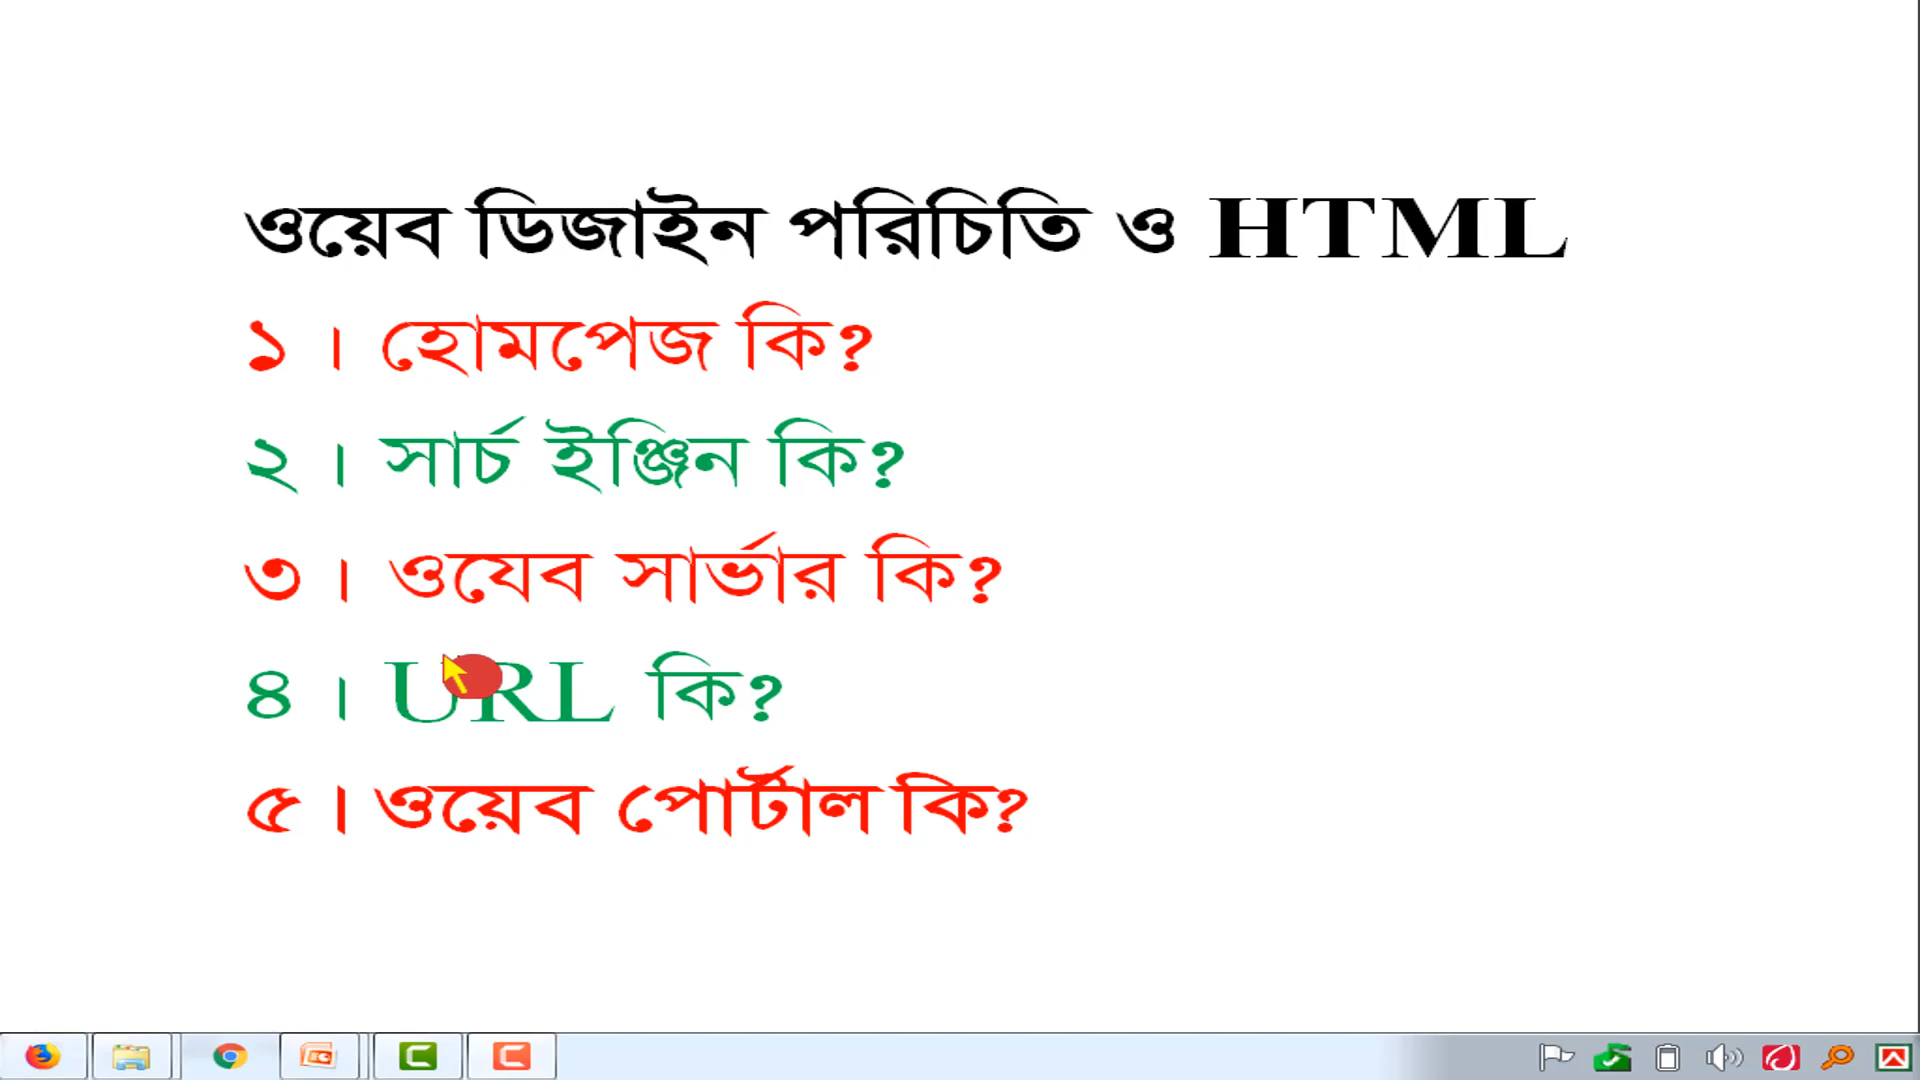 ওয়েব ডিজাইন পরিচিতি ও HTML
১ । হোমপেজ কি?
২ । সার্চ ইঞ্জিন কি?
৩ । ওযেব সার্ভার কি?
৪ । URL কি?
৫ । ওয়েব পোর্টাল কি?